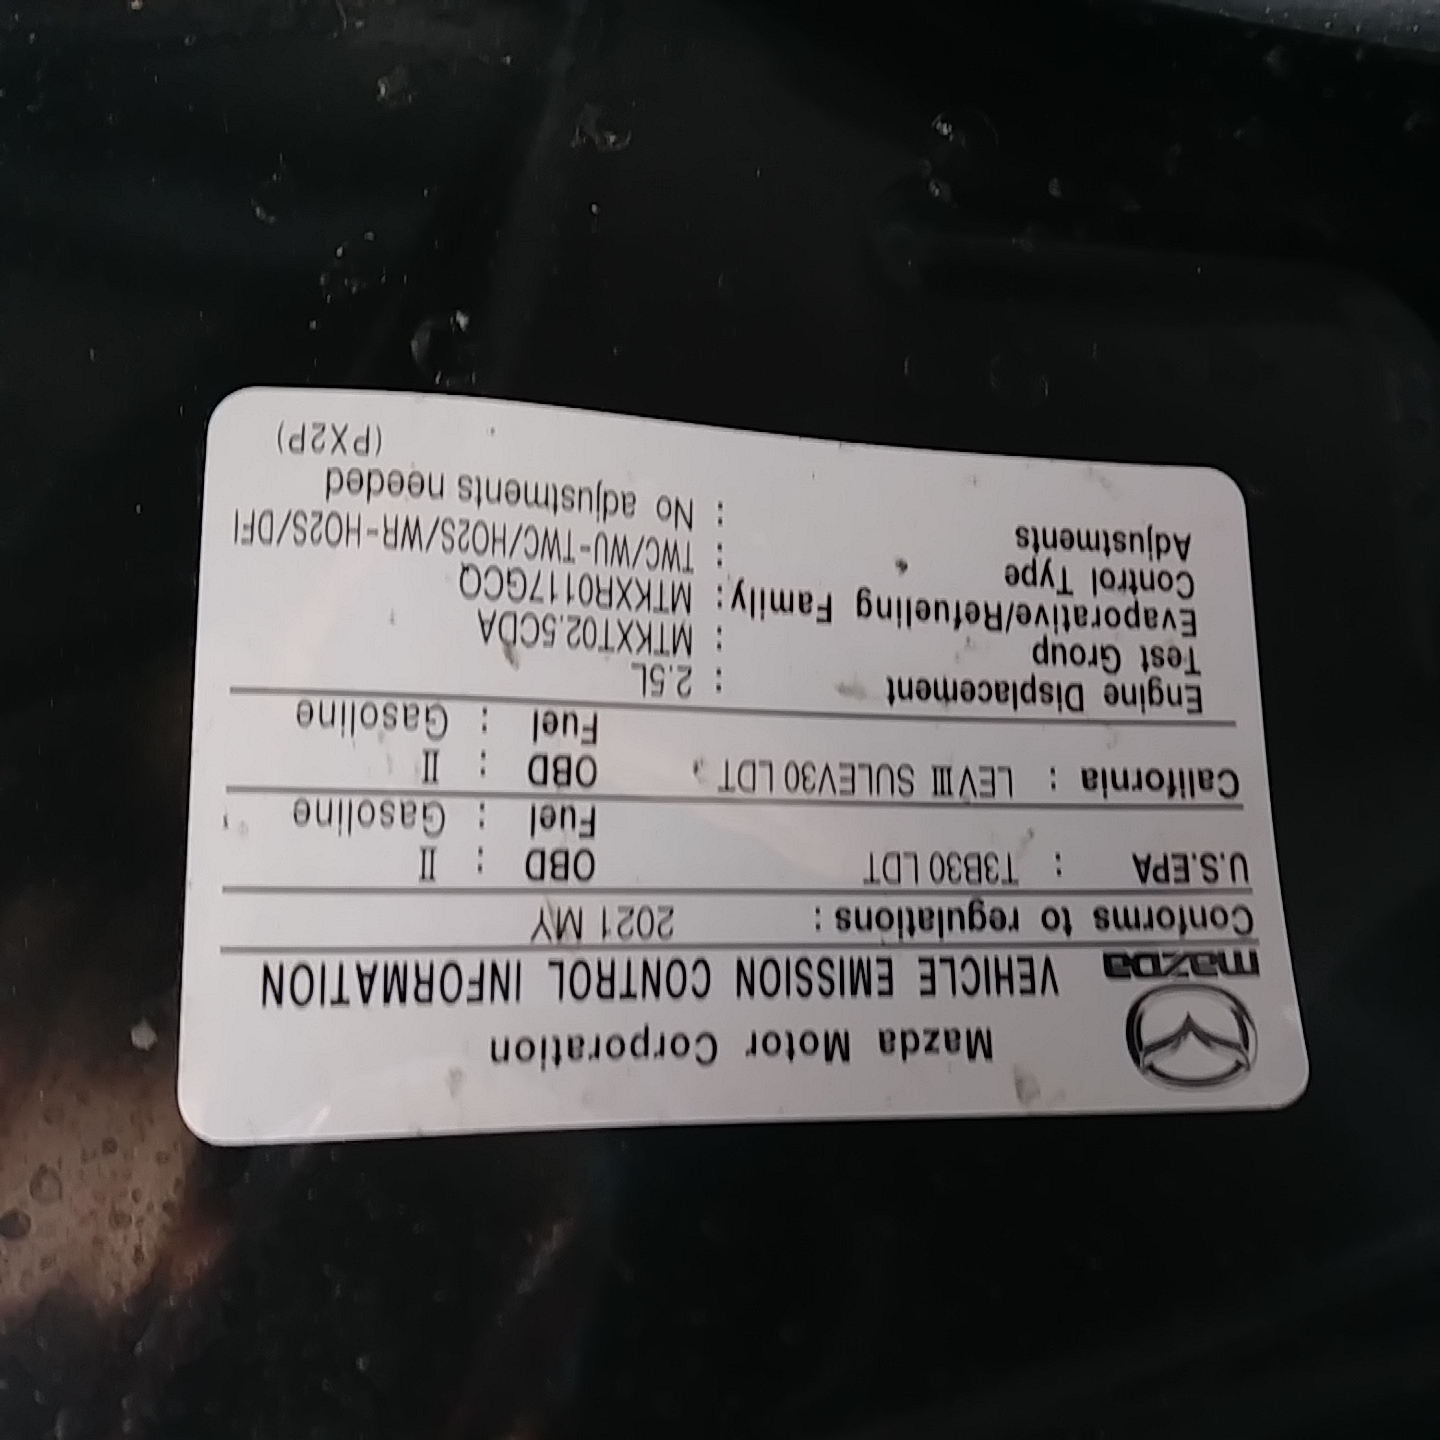 Mazda Motor Corporation
mazda VEHICLE EMISSION CONTROL INFORMATION
Conforms to regulations : 2021 MY
U.S.EPA : T3B30 LDT OBD : II
Fuel : Gasoline
California : LEVIII SULEV30 LDT OBD : II
Fuel : Gasoline
Engine Displacement : 2.5L
Test Group : MTKXT02.5CDA
Evaporative/Refueling Family : MTKXR0117GCQ
Control Type : TWC/WU-TWC/HO2S/WR-HO2S/DFI
Adjustments : No adjustments needed
(PX2P)